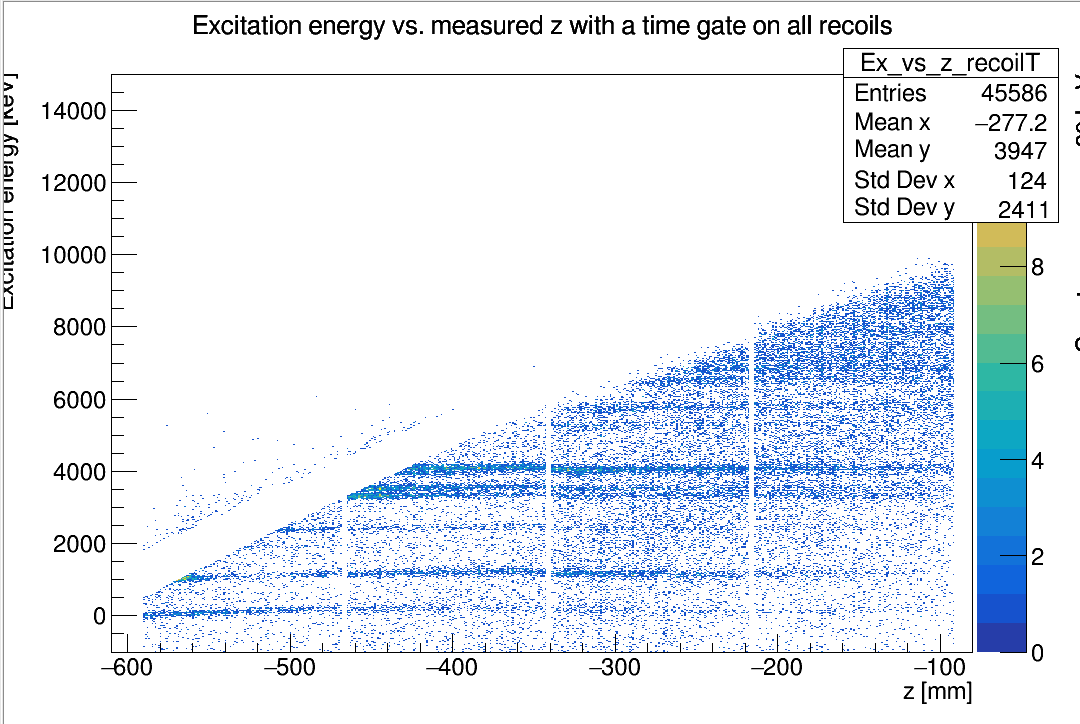 Excitation energy vs. measured z with a time gate on all recoils
Ex_vs_z_recoilT
Entries 45586
Mean x −277.2
Mean y 3947
Std Dev x 124
Std Dev y 2411
Excitation energy [keV]
14000
12000
10000
8000
6000
4000
2000
0
8
6
4
2
0
−600 −500 −400 −300 −200 −100
z [mm]